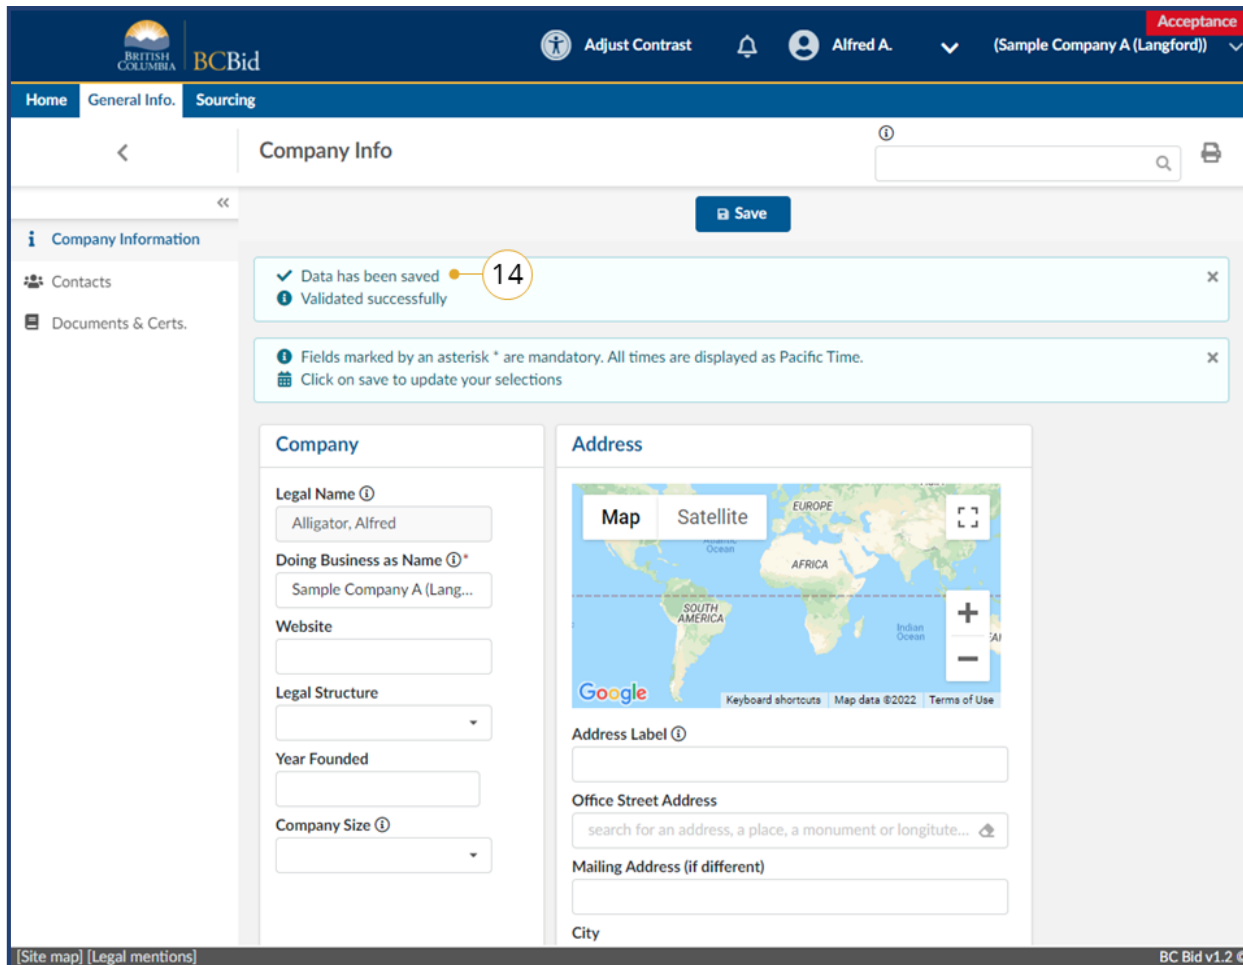 Acceptance
BRITISH
COLUMBIA
BCBid
Adjust Contrast
Alfred A.
(Sample Company A (Langford))
Home
General Info.
Sourcing
Company Info
Save
Company Information
Contacts
Documents & Certs.
Data has been saved
14
Validated successfully
Fields marked by an asterisk * are mandatory. All times are displayed as Pacific Time.
Click on save to update your selections
Company
Legal Name
Alligator, Alfred
Doing Business as Name *
Sample Company A (Lang...
Website
Legal Structure
Year Founded
Company Size
Address
Map
Satellite
EUROPE
Ocean
AFRICA
SOUTH
AMERICA
Indian
Ocean
Google
Keyboard shortcuts
Map data ©2022
Terms of Use
Address Label
Office Street Address
search for an address, a place, a monument or longitute...
Mailing Address (if different)
City
[Site map] [Legal mentions]
BC Bid v1.2 ©